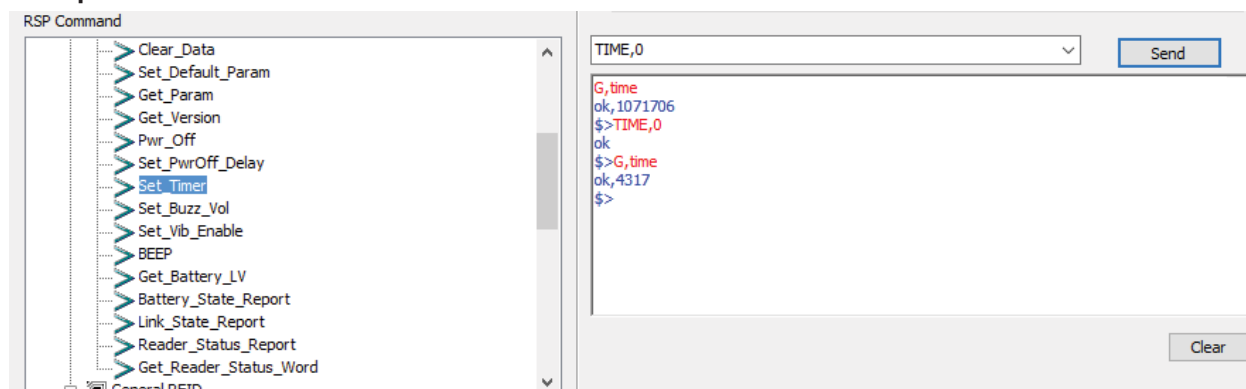 RSP Command
Clear_Data
Set_Default_Param
Get_Param
Get_Version
Pwr_Off
Set_PwrOff_Delay
Set_Timer
Set_Buzz_Vol
Set_Vib_Enable
BEEP
Get_Battery_LV
Battery_State_Report
Link_State_Report
Reader_Status_Report
Get_Reader_Status_Word
General RFID
TIME,0
Send
G,time
ok,1071706
$>TIME,0
ok
$>G,time
ok,4317
$>
Clear